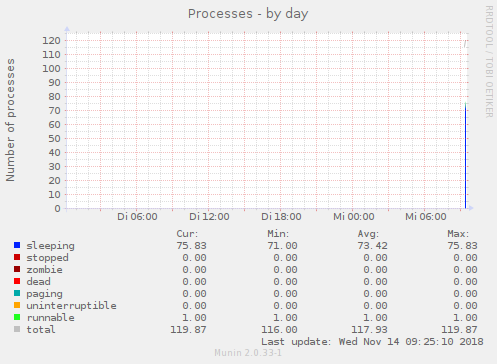 Processes - by day
RRDTOOL / TOBI OETIKER
Number of processes
120
110
100
90
80
70
60
50
40
30
20
10
0
Di 06:00 Di 12:00 Di 18:00 Mi 00:00 Mi 06:00
Cur: Min: Avg: Max:
sleeping 75.83 71.00 73.42 75.83
stopped 0.00 0.00 0.00 0.00
zombie 0.00 0.00 0.00 0.00
dead 0.00 0.00 0.00 0.00
paging 0.00 0.00 0.00 0.00
uninterruptible 0.00 0.00 0.00 0.00
runnable 1.00 1.00 1.00 1.00
total 119.87 116.00 117.93 119.87
Last update: Wed Nov 14 09:25:10 2018
Munin 2.0.33-1